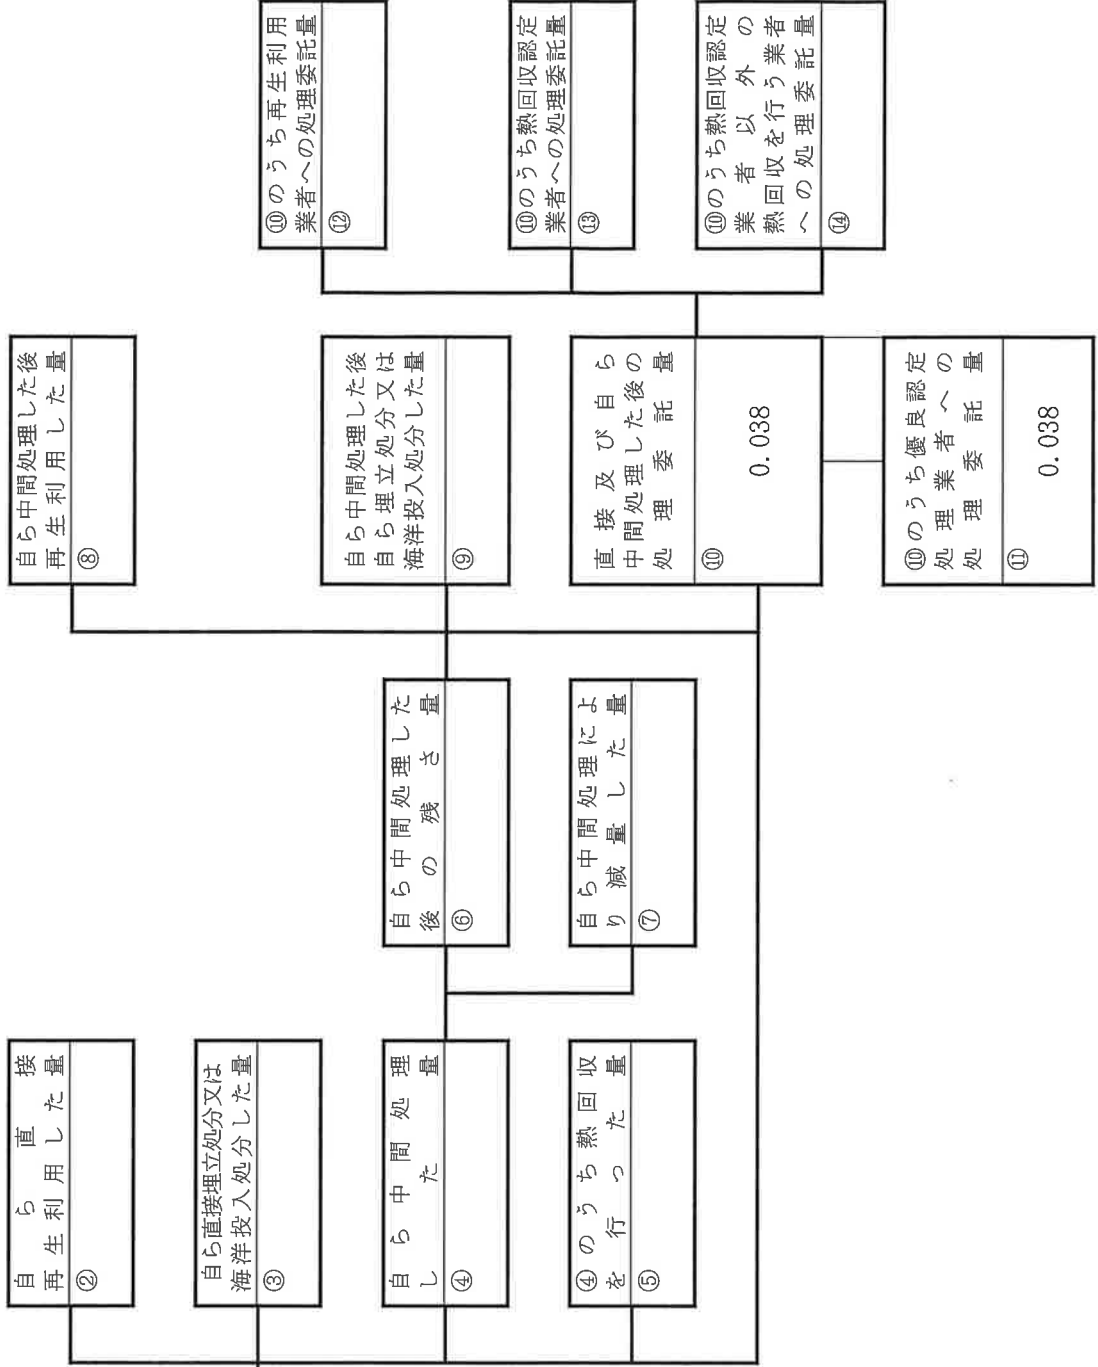 自ら直接
再生利用した量
②
自ら直接埋立処分又は
海洋投入処分した量
③
自ら中間処理
した量
④
④のうち熱回収
を行った量
⑤
自ら中間処理した
後の残さ量
⑥
自ら中間処理によ
り減量した量
⑦
自ら中間処理した後
再生利用した量
⑧
自ら中間処理した後
自ら埋立処分又は
海洋投入処分した量
⑨
直接及び自ら
中間処理した後の
処理委託量
⑩
0.038
⑩のうち優良認定
処理業者への
処理委託量
⑪
0.038
⑩のうち再生利用
業者への処理委託量
⑫
⑩のうち熱回収認定
業者への処理委託量
⑬
⑩のうち熱回収認定
業者以外の
熱回収を行う業者
への処理委託量
⑭